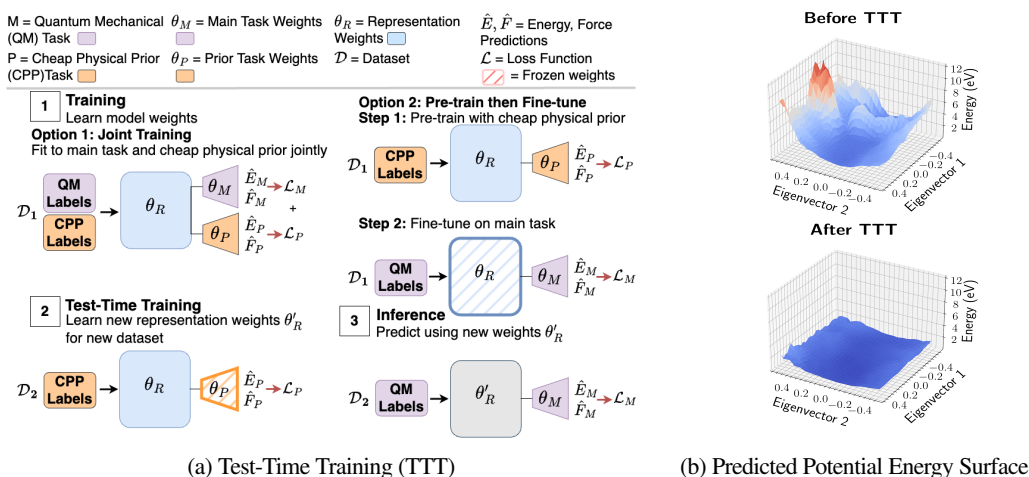 M = Quantum Mechanical (QM) Task
θ_M = Main Task Weights
θ_R = Representation Weights
Ê, F̂ = Energy, Force Predictions
P = Cheap Physical Prior (CPP)Task
θ_P = Prior Task Weights
𝒟 = Dataset
ℒ = Loss Function
= Frozen weights
1 Training
Learn model weights
Option 1: Joint Training
Fit to main task and cheap physical prior jointly
𝒟₁
QM
Labels
CPP
Labels
θ_R
θ_M
Ê_M
F̂_M
ℒ_M
+
θ_P
Ê_P
F̂_P
ℒ_P
Option 2: Pre-train then Fine-tune
Step 1: Pre-train with cheap physical prior
𝒟₁
CPP
Labels
θ_R
θ_P
Ê_P
F̂_P
ℒ_P
Step 2: Fine-tune on main task
𝒟₁
QM
Labels
θ_R
θ_M
Ê_M
F̂_M
ℒ_M
2 Test-Time Training
Learn new representation weights θ'_R
for new dataset
𝒟₂
CPP
Labels
θ_R
θ_P
Ê_P
F̂_P
ℒ_P
3 Inference
Predict using new weights θ'_R
𝒟₂
QM
Labels
θ'_R
θ_M
Ê_M
F̂_M
ℒ_M
(a) Test-Time Training (TTT)
Before TTT
12
10
8
6
4
2
Energy (eV)
0.4 0.2 0.0 -0.2 -0.4
Eigenvector 2
-0.4
-0.2
0.0
0.2
0.4
Eigenvector 1
After TTT
12
10
8
6
4
2
Energy (eV)
0.4 0.2 0.0 -0.2 -0.4
Eigenvector 2
-0.4
-0.2
0.0
0.2
0.4
Eigenvector 1
(b) Predicted Potential Energy Surface